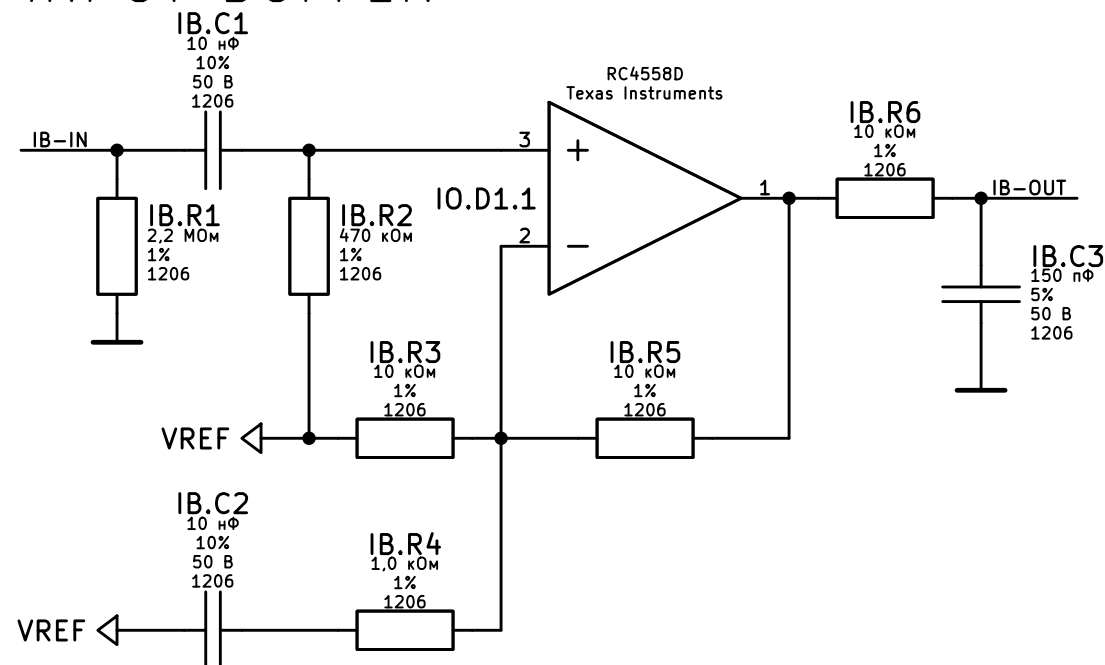 INPUT BUFFER
IB.C1
10 нФ
10%
50 В
1206
RC4558D
Texas Instruments
IB-IN
3
+
IO.D1.1
2
−
1
IB.R6
10 кОм
1%
1206
IB-OUT
IB.R1
2,2 МОм
1%
1206
IB.R2
470 кОм
1%
1206
IB.C3
150 пФ
5%
50 В
1206
IB.R3
10 кОм
1%
1206
IB.R5
10 кОм
1%
1206
VREF
IB.C2
10 нФ
10%
50 В
1206
IB.R4
1,0 кОм
1%
1206
VREF